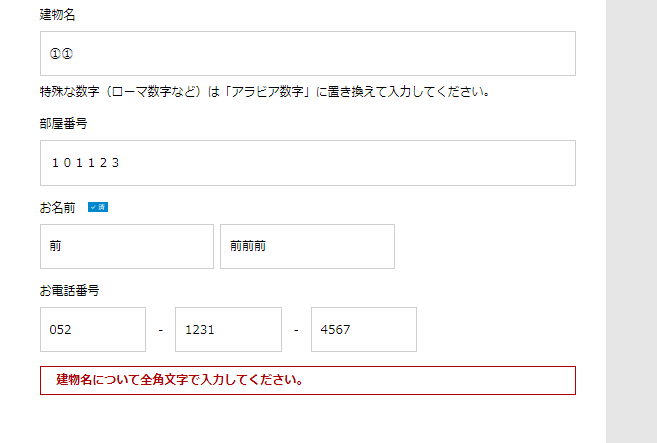 建物名
①①
特殊な数字（ローマ数字など）は「アラビア数字」に置き換えて入力してください。
部屋番号
１０１１２３
お名前 ✓ 済
前 前前前
お電話番号
052 - 1231 - 4567
建物名について全角文字で入力してください。